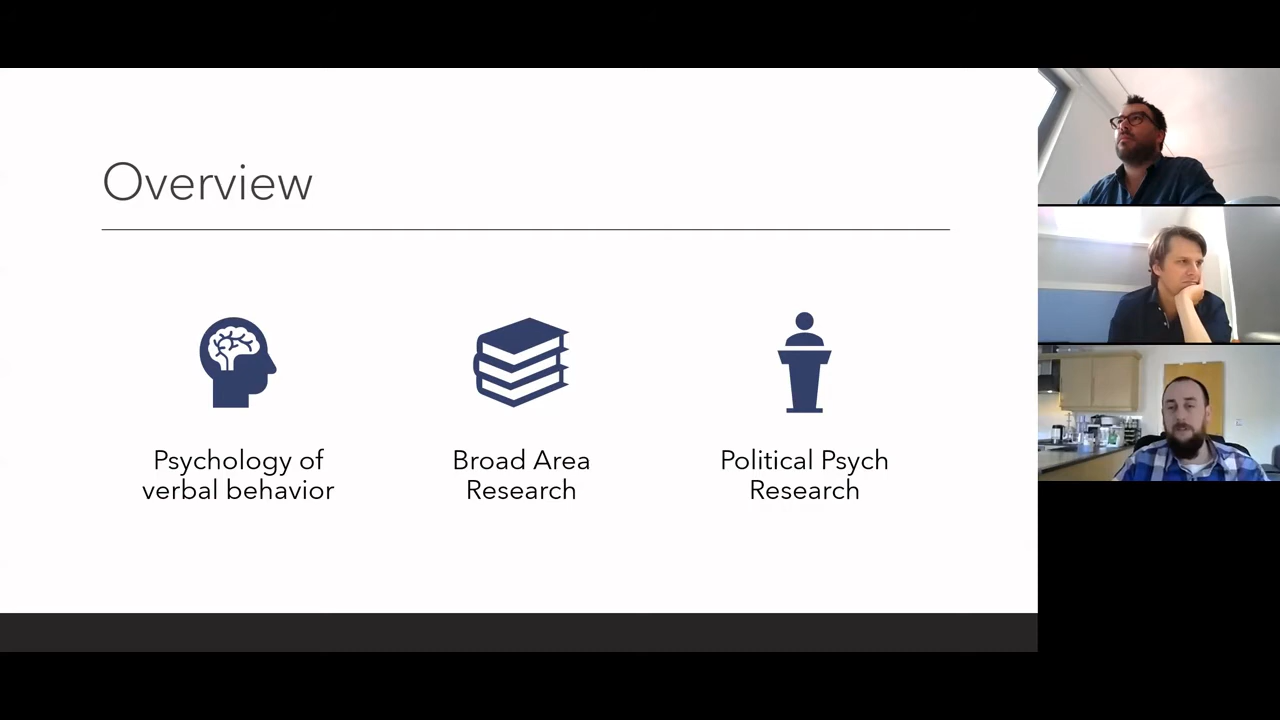 Overview
Psychology of
verbal behavior
Broad Area
Research
Political Psych
Research